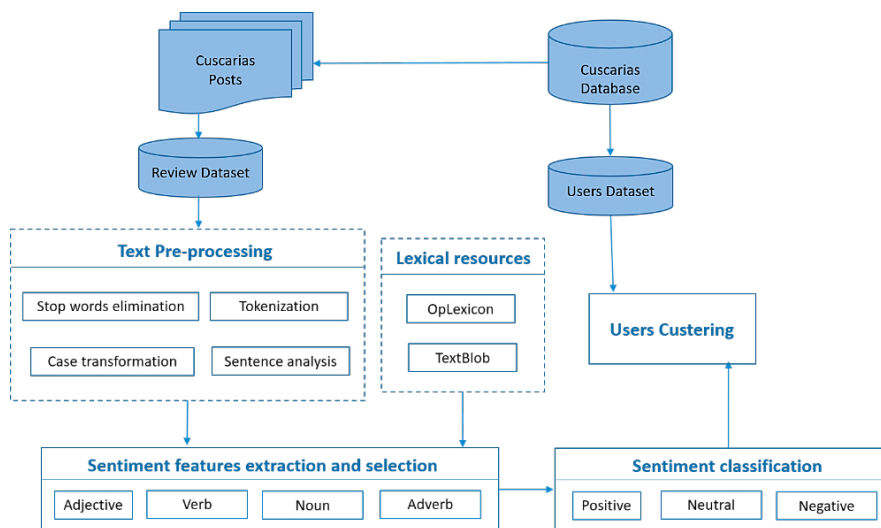 Cuscarias
Posts
Cuscarias
Database
Review Dataset
Users Dataset
Text Pre-processing
Stop words elimination
Tokenization
Case transformation
Sentence analysis
Lexical resources
OpLexicon
TextBlob
Users Custering
Sentiment features extraction and selection
Adjective
Verb
Noun
Adverb
Sentiment classification
Positive
Neutral
Negative